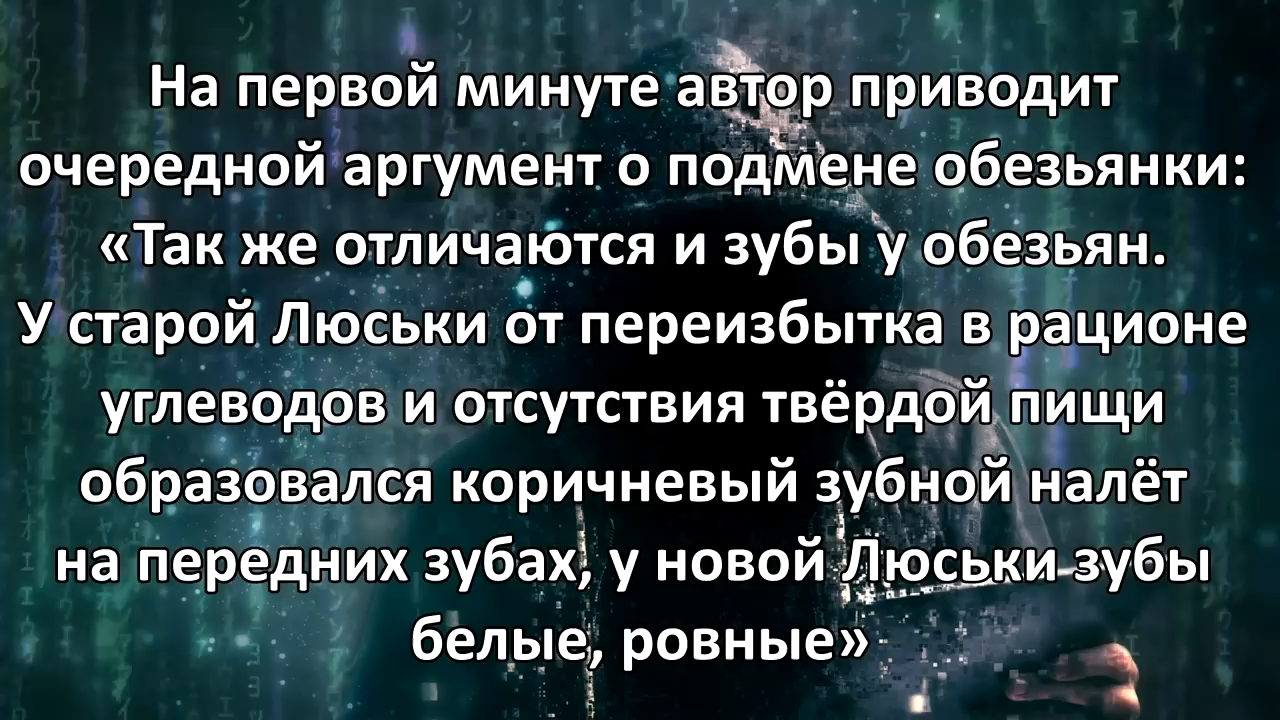 На первой минуте автор приводит
очередной аргумент о подмене обезьянки:
«Так же отличаются и зубы у обезьян.
У старой Люськи от переизбытка в рационе
углеводов и отсутствия твёрдой пищи
образовался коричневый зубной налёт
на передних зубах, у новой Люськи зубы
белые, ровные»